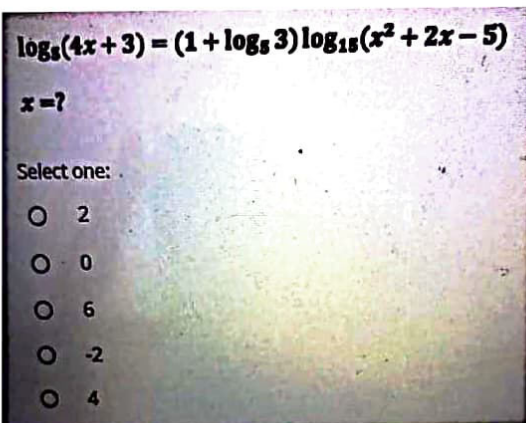 log₅(4x + 3) = (1 + log₅ 3) log₁₅(x² + 2x − 5)
x =?
Select one:
2
0
6
-2
4